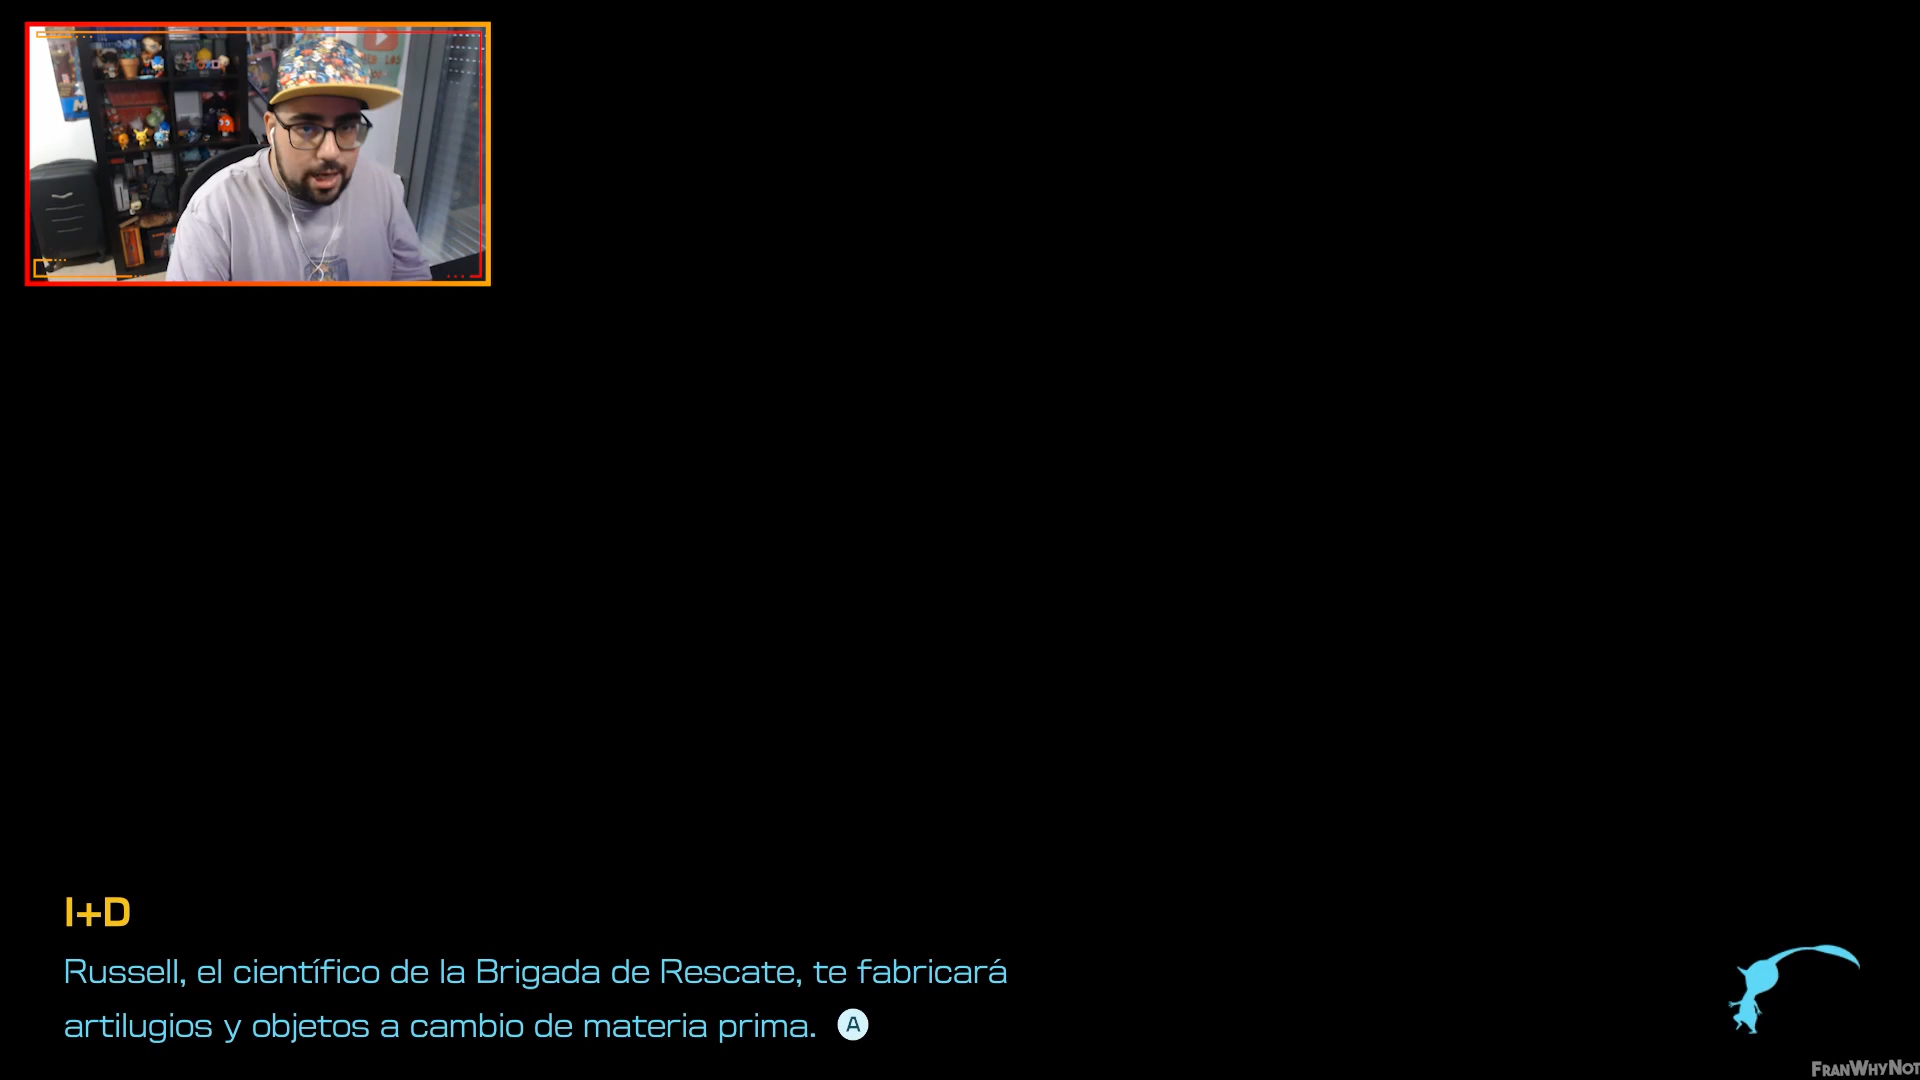 I+D
Russell, el científico de la Brigada de Rescate, te fabricará
artilugios y objetos a cambio de materia prima. A
FRANWHYNOT